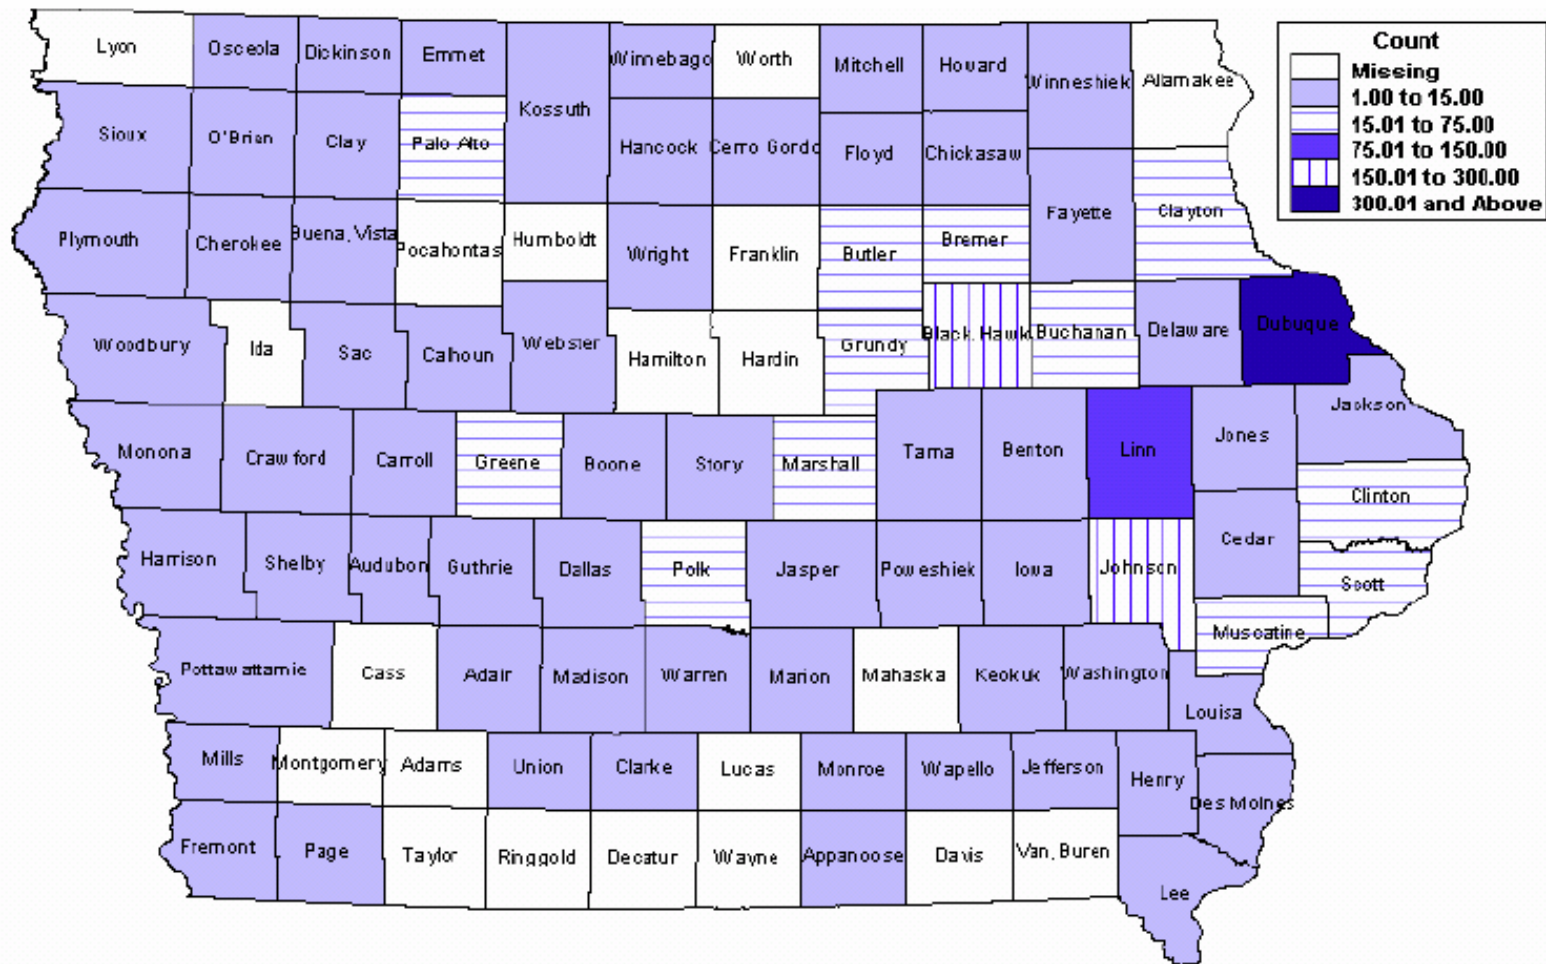 Count
Missing
1.00 to 15.00
15.01 to 75.00
75.01 to 150.00
150.01 to 300.00
300.01 and Above
Lyon Osceola Dickinson Emmet Kossuth Winnebago Worth Mitchell Howard Winneshiek Alamakee
Sioux O'Brien Clay Palo Alto Hancock Cerro Gordo Floyd Chickasaw
Plymouth Cherokee Buena, Vista Pocahontas Humboldt Wright Franklin Butler Bremer Fayette Clayton
Woodbury Ida Sac Calhoun Webster Hamilton Hardin Grundy Black, Hawk Buchanan Delaware Dubuque
Monona Crawford Carroll Greene Boone Story Marshall Tama Benton Linn Jones Jackson
Clinton
Harrison Shelby Audubon Guthrie Dallas Polk Jasper Poweshiek Iowa Johnson Cedar Scott
Muscatine
Pottawattamie Cass Adair Madison Warren Marion Mahaska Keokuk Washington Louisa
Mills Montgomery Adams Union Clarke Lucas Monroe Wapello Jefferson Henry Des Moines
Fremont Page Taylor Ringgold Decatur Wayne Appanoose Davis Van, Buren Lee